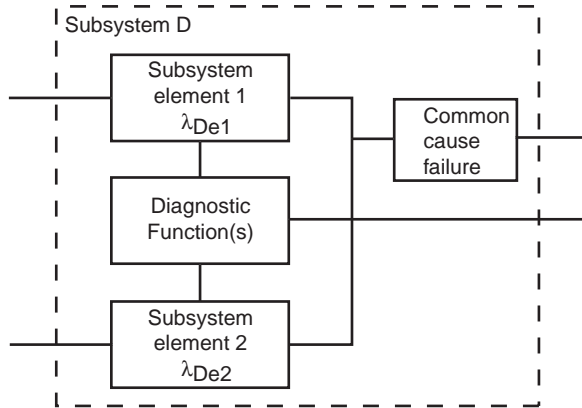 Subsystem D
Subsystem
element 1
λDe1
Common
cause
failure
Diagnostic
Function(s)
Subsystem
element 2
λDe2